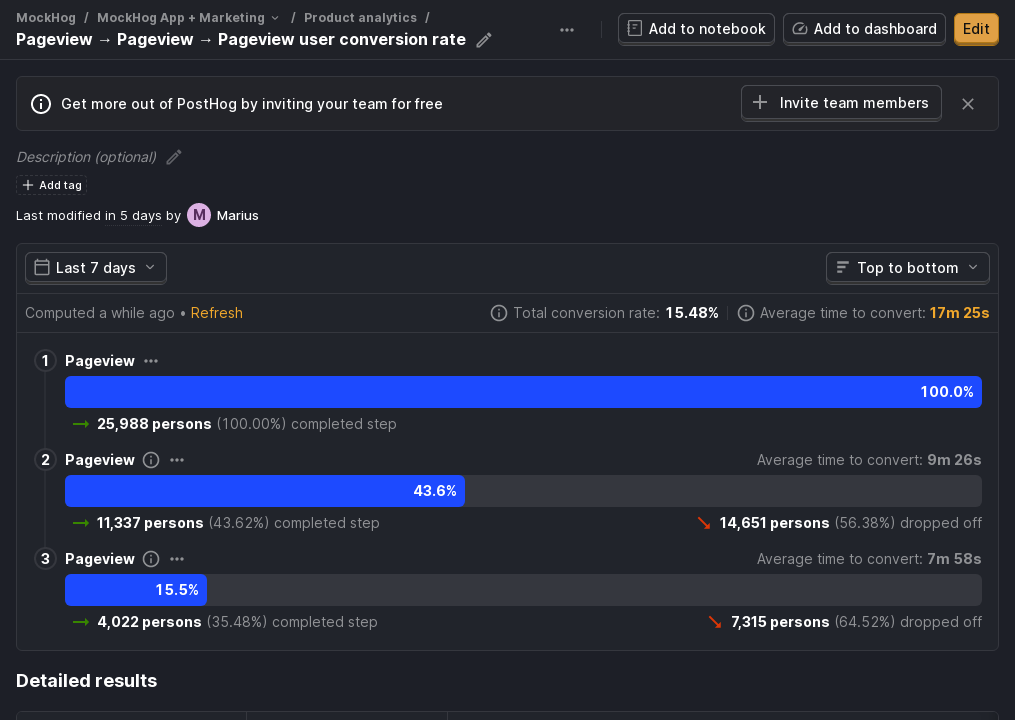 MockHog / MockHog App + Marketing / Product analytics /
Pageview → Pageview → Pageview user conversion rate
Add to notebook
Add to dashboard
Edit
Get more out of PostHog by inviting your team for free
Invite team members
Description (optional)
Add tag
Last modified in 5 days by M Marius
Last 7 days
Top to bottom
Computed a while ago • Refresh
Total conversion rate: 15.48%
Average time to convert: 17m 25s
1 Pageview
100.0%
25,988 persons (100.00%) completed step
2 Pageview
Average time to convert: 9m 26s
43.6%
11,337 persons (43.62%) completed step
14,651 persons (56.38%) dropped off
3 Pageview
Average time to convert: 7m 58s
15.5%
4,022 persons (35.48%) completed step
7,315 persons (64.52%) dropped off
Detailed results